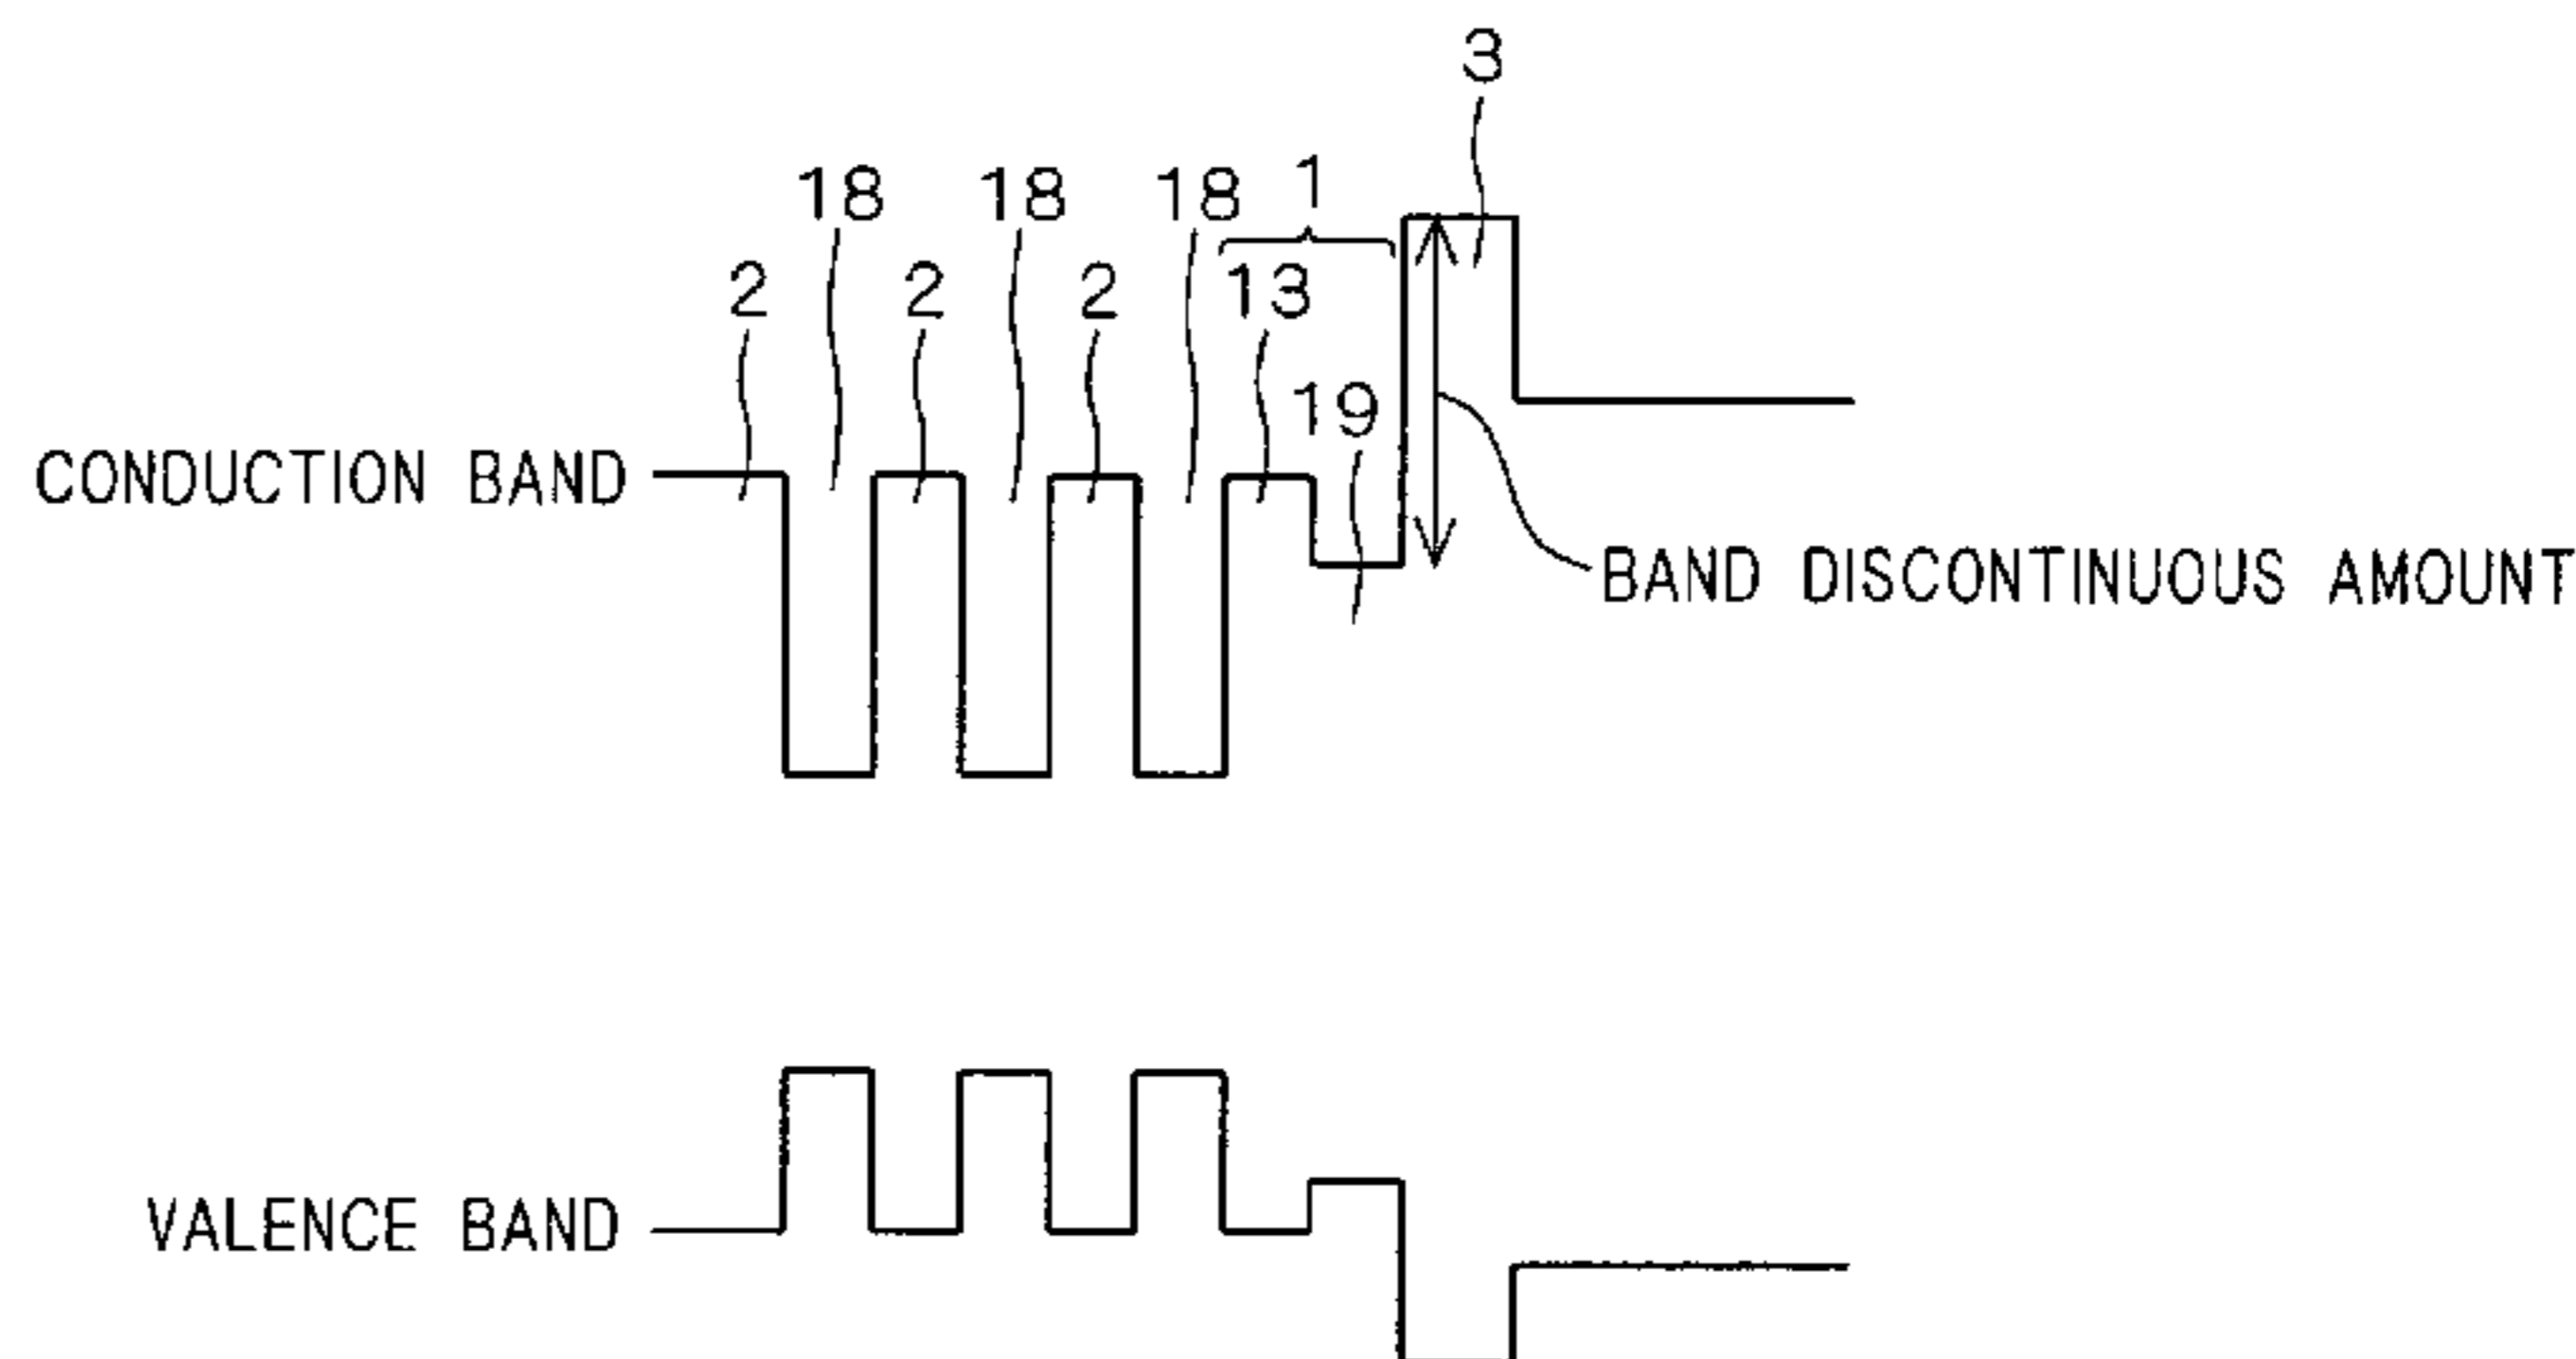 3
18 18 18 1
2 2 2 13
19
CONDUCTION BAND
BAND DISCONTINUOUS AMOUNT
VALENCE BAND